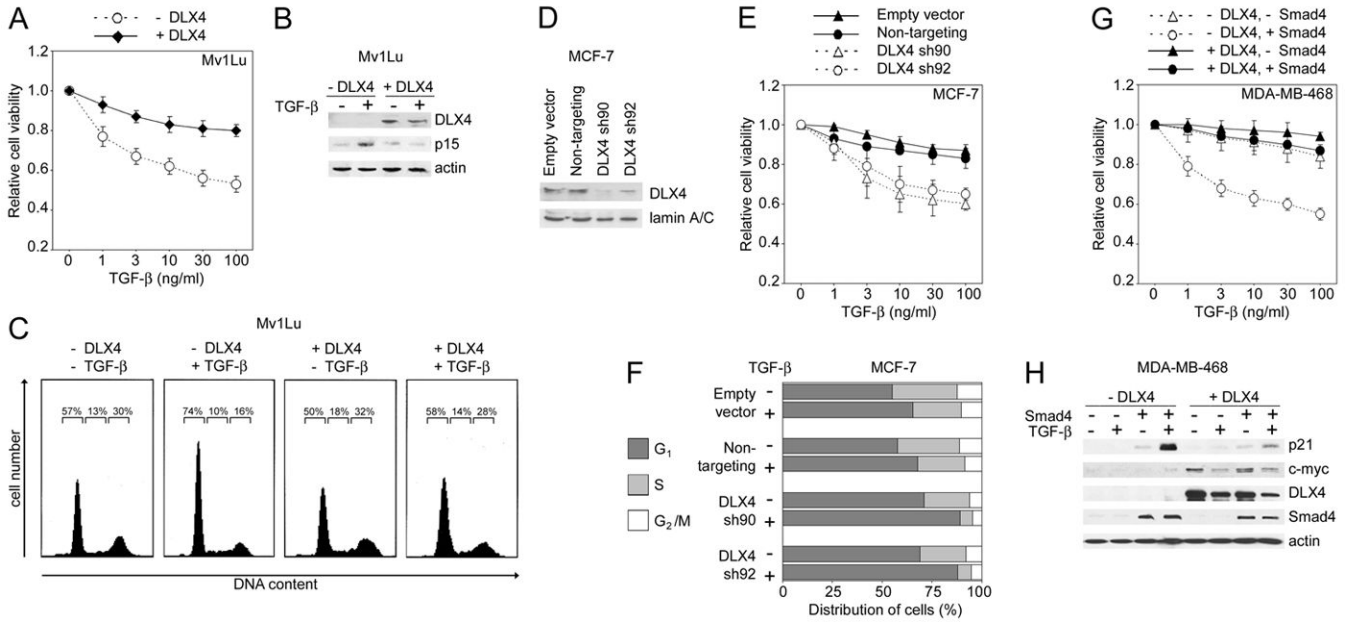 A
- DLX4
+ DLX4
Mv1Lu
1.2
1.0
0.8
0.6
0.4
0.2
Relative cell viability
0 1 3 10 30 100
TGF-β (ng/ml)
B
Mv1Lu
- DLX4 + DLX4
TGF-β - + - +
DLX4
p15
actin
C
Mv1Lu
- DLX4 - DLX4 + DLX4 + DLX4
- TGF-β + TGF-β - TGF-β + TGF-β
57% 13% 30% 74% 10% 16% 50% 18% 32% 58% 14% 28%
cell number
DNA content
D
MCF-7
Empty vector
Non-targeting
DLX4 sh90
DLX4 sh92
DLX4
lamin A/C
E
Empty vector
Non-targeting
DLX4 sh90
DLX4 sh92
MCF-7
1.2
1.0
0.8
0.6
0.4
0.2
Relative cell viability
0 1 3 10 30 100
TGF-β (ng/ml)
F
TGF-β MCF-7
G1
S
G2/M
Empty -
vector +
Non- -
targeting +
DLX4 -
sh90 +
DLX4 -
sh92 +
0 25 50 75 100
Distribution of cells (%)
G
- DLX4, - Smad4
- DLX4, + Smad4
+ DLX4, - Smad4
+ DLX4, + Smad4
MDA-MB-468
1.2
1.0
0.8
0.6
0.4
0.2
Relative cell viability
0 1 3 10 30 100
TGF-β (ng/ml)
H
MDA-MB-468
- DLX4 + DLX4
Smad4 - - + + - - + +
TGF-β - + - + - + - +
p21
c-myc
DLX4
Smad4
actin